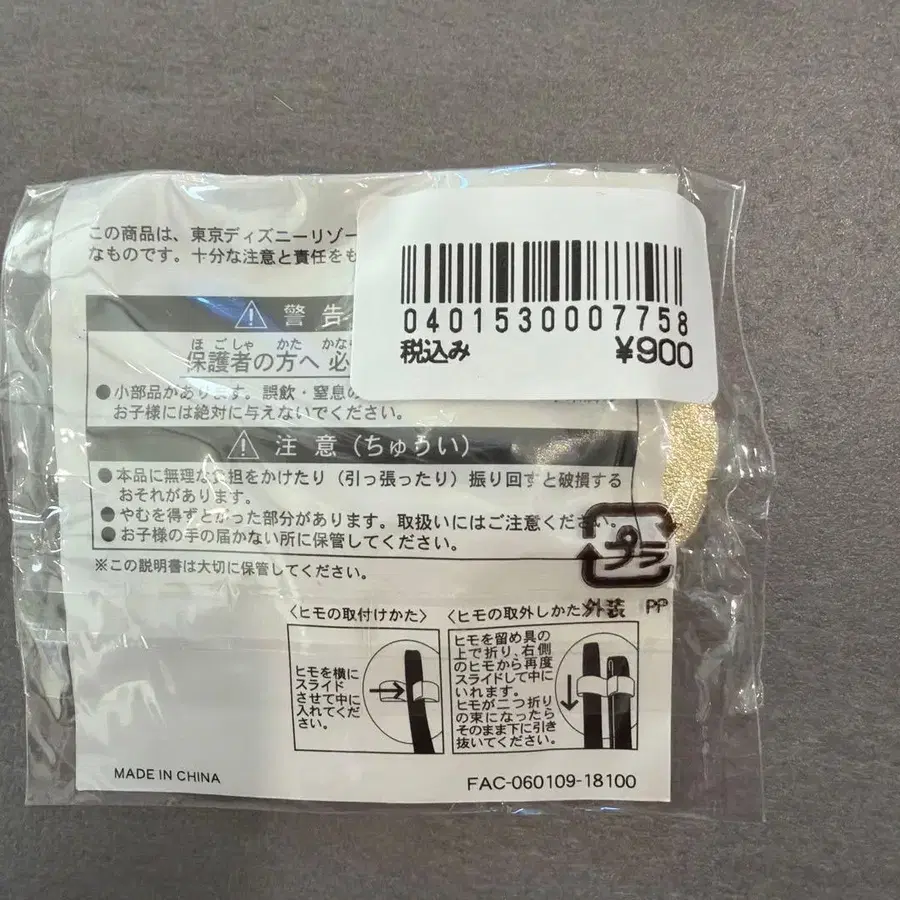 この商品は、東京ディズニーリゾー
なものです。十分な注意と責任をも
0401530007758
税込み ¥900
警告
ほごしゃ かた かな
保護者の方へ 必
●小部品があります。誤飲・窒息の
お子様には絶対に与えないでください。
注意(ちゅうい)
●本品に無理な負担をかけたり(引っ張ったり)振り回すと破損する
おそれがあります。
●やむを得ずとがった部分があります。取扱いにはご注意ください。
●お子様の手の届かない所に保管してください。
※この説明書は大切に保管してください。
プラ
外装 PP
〈ヒモの取付けかた〉
ヒモを横に
スライド
させて中に
入れてくだ
さい。
〈ヒモの取外しかた〉
ヒモを留め具の
上で折り、右側
のヒモから再度
スライドして中に
いれます。
ヒモが二つ折り
の束になったら
そのまま下に引き
抜いてください。
MADE IN CHINA
FAC-060109-18100